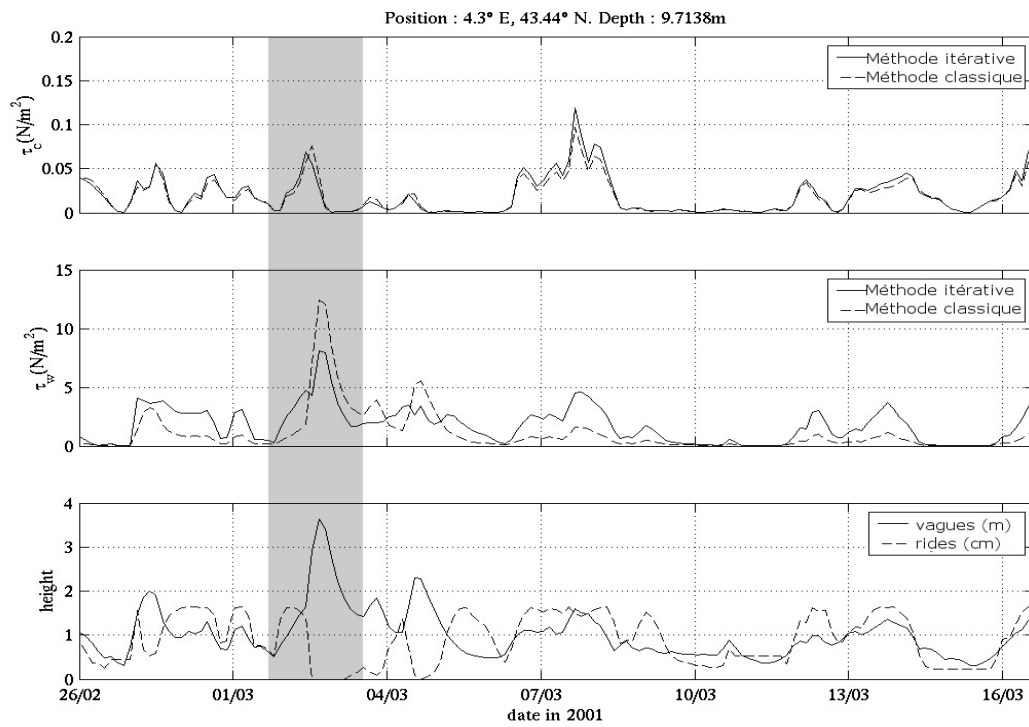 Position : 4.3° E, 43.44° N. Depth : 9.7138m
τc (N/m²)
0.2
0.15
0.1
0.05
0
Méthode itérative
Méthode classique
τw (N/m²)
15
10
5
0
Méthode itérative
Méthode classique
height
4
3
2
1
0
vagues (m)
rides (cm)
26/02 01/03 04/03 07/03 10/03 13/03 16/03
date in 2001